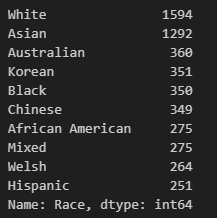 White 1594
Asian 1292
Australian 360
Korean 351
Black 350
Chinese 349
African American 275
Mixed 275
Welsh 264
Hispanic 251
Name: Race, dtype: int64